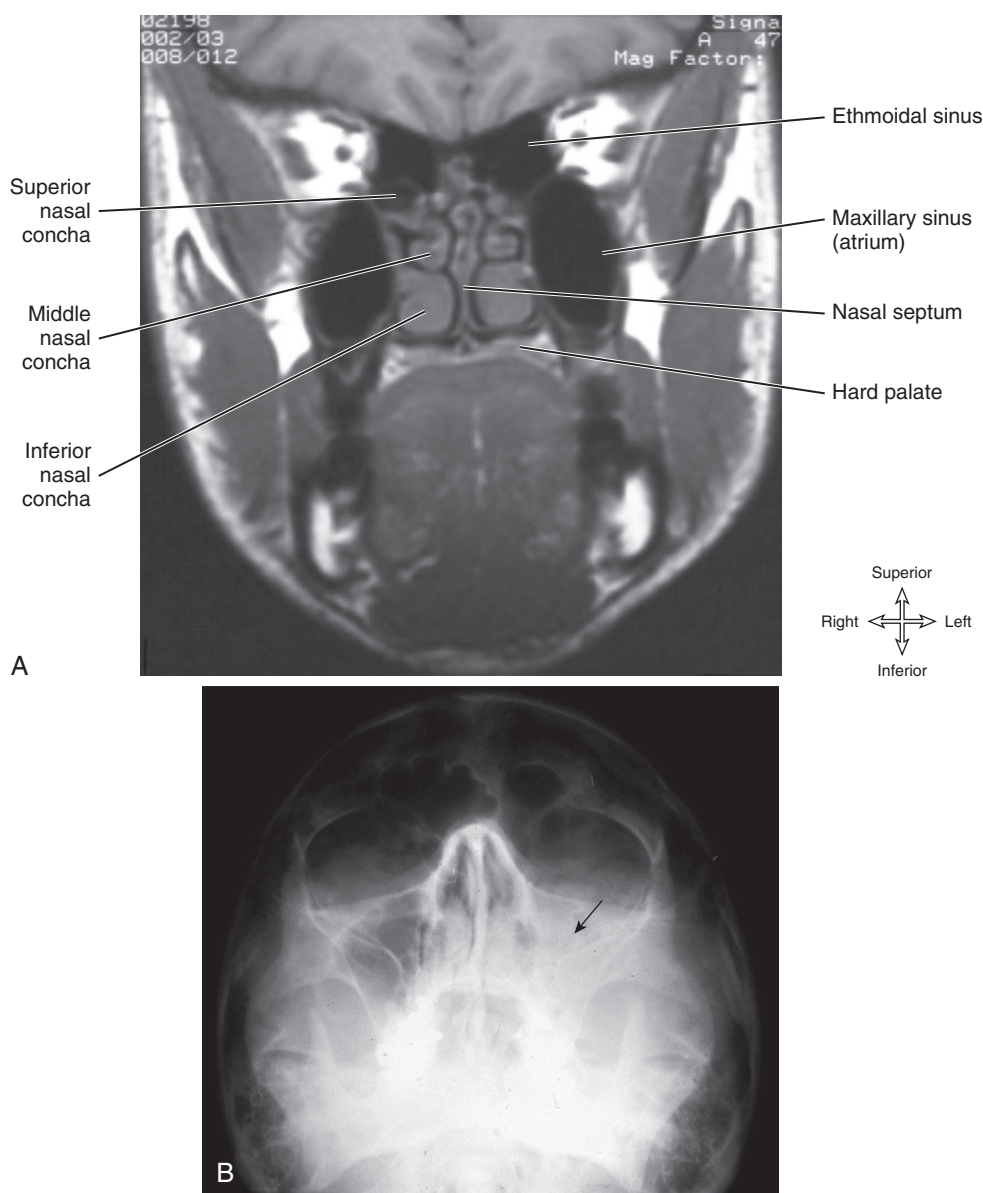 02198
002/03
008/012
Signa
A 47
Mag Factor:
Superior
nasal
concha
Middle
nasal
concha
Inferior
nasal
concha
Ethmoidal sinus
Maxillary sinus
(atrium)
Nasal septum
Hard palate
Superior
Right
Left
Inferior
A
B